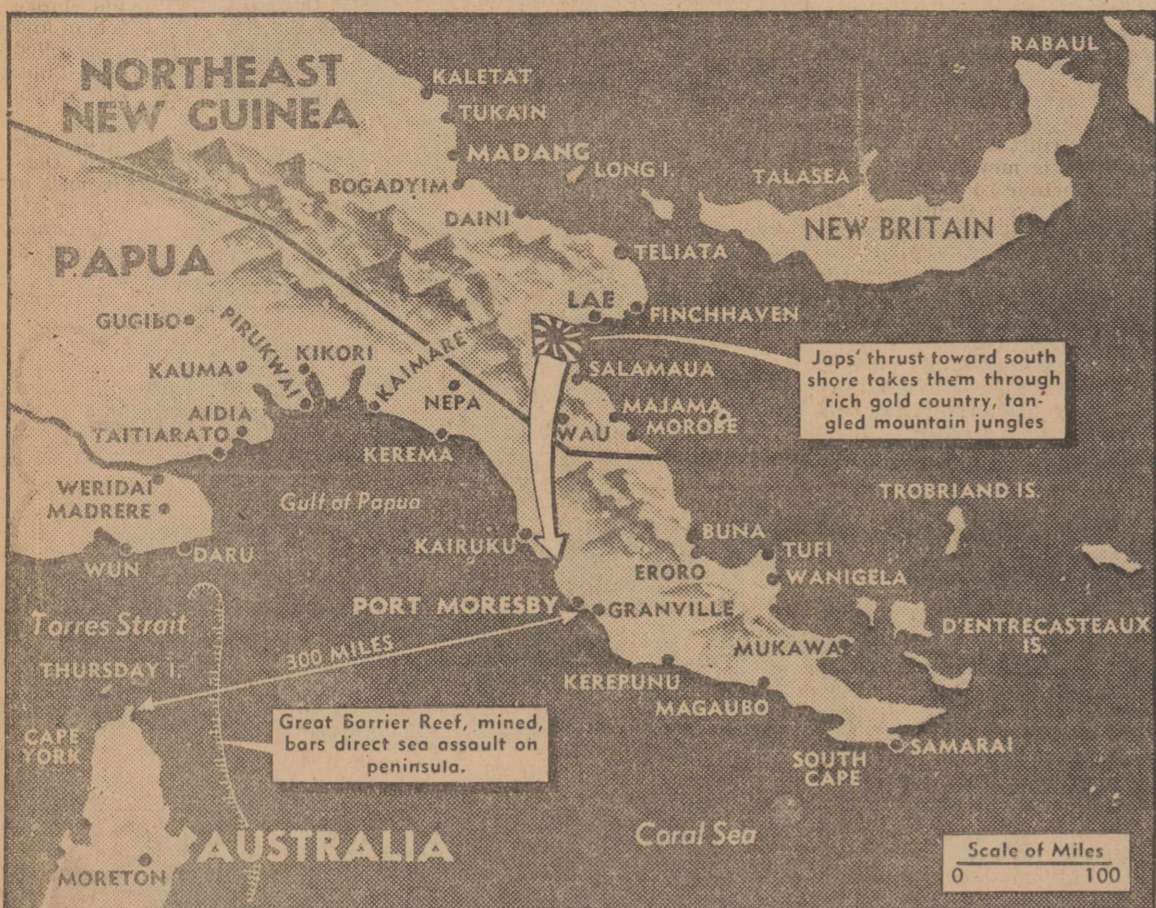 RABAUL
NORTHEAST
NEW GUINEA
KALETAT
TUKAIN
MADANG
LONG I.
TALASEA
BOGADYIM
DAINI
NEW BRITAIN
TELIATA
PAPUA
LAE
FINCHHAVEN
GUGIBO
PIRUKWAI
KIKORI
KAIMARE
KAUMA
SALAMAUA
Japs' thrust toward south
shore takes them through
rich gold country, tan-
gled mountain jungles
NEPA
AIDIA
MAJAMA
WAU
MOROBE
TAITIARATO
KEREMA
WERIDAI
MADRERE
Gulf of Papua
TROBRIAND IS.
BUNA
KAIRUKU
TUFI
WUN
DARU
ERORO
WANIGELA
PORT MORESBY
GRANVILLE
Torres Strait
D'ENTRECASTEAUX
IS.
300 MILES
MUKAWA
THURSDAY I.
KEREPUNU
MAGAUBO
Great Barrier Reef, mined,
bars direct sea assault on
peninsula.
CAPE
YORK
SAMARAI
SOUTH
CAPE
Coral Sea
AUSTRALIA
MORETON
Scale of Miles
0 100